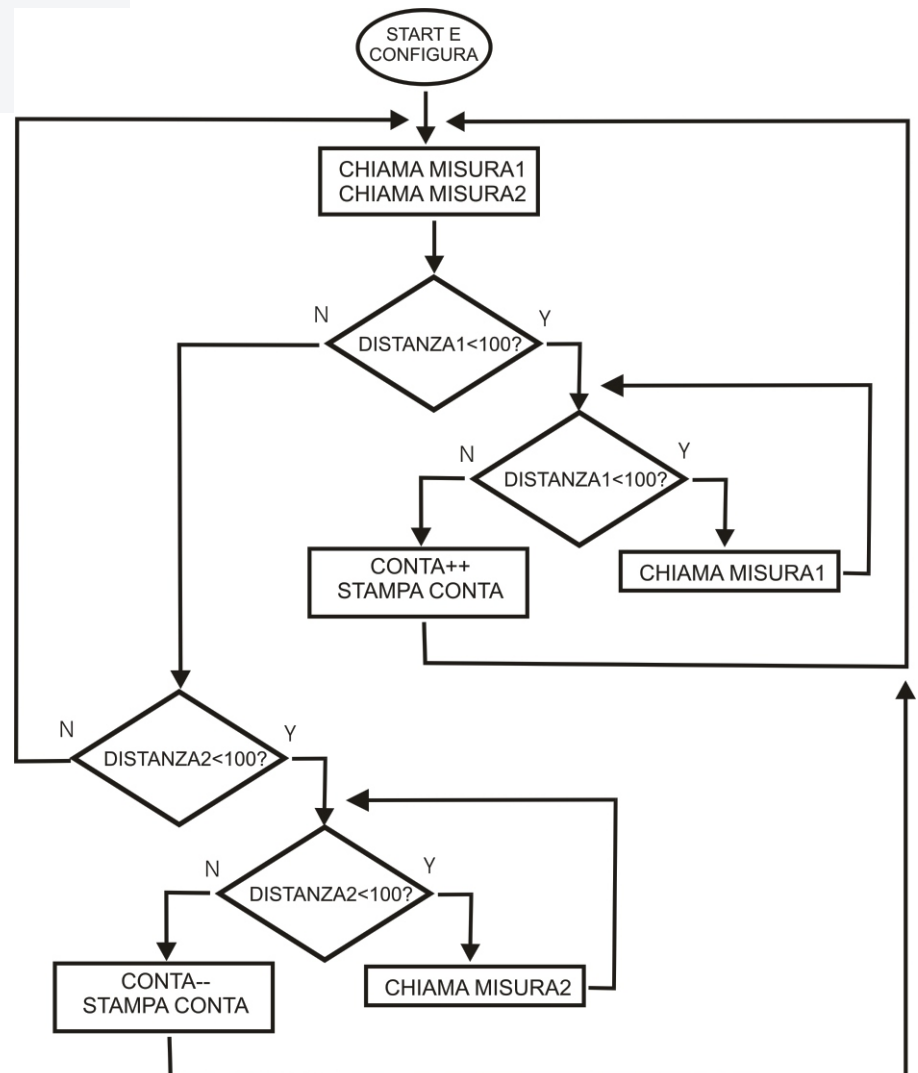 START E
CONFIGURA
CHIAMA MISURA1
CHIAMA MISURA2
N
Y
DISTANZA1<100?
N
Y
DISTANZA1<100?
CONTA++
STAMPA CONTA
CHIAMA MISURA1
N
Y
DISTANZA2<100?
N
Y
DISTANZA2<100?
CONTA--
STAMPA CONTA
CHIAMA MISURA2